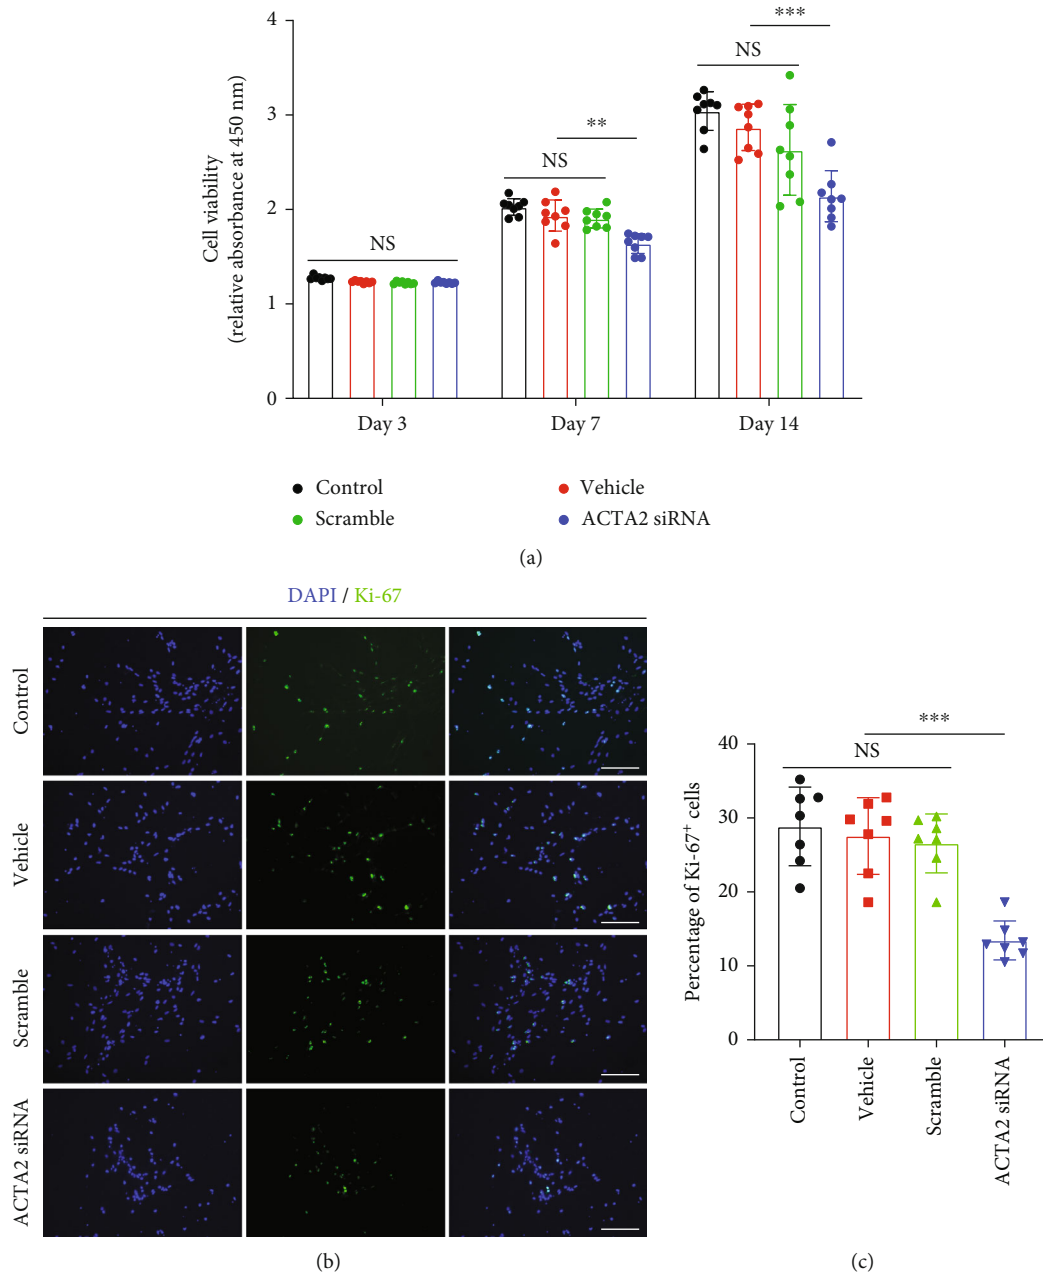 4
3
2
1
0
Cell viability
(relative absorbance at 450 nm)
NS
NS
**
NS
***
Day 3
Day 7
Day 14
Control
Vehicle
Scramble
ACTA2 siRNA
(a)
DAPI / Ki-67
Control
Vehicle
Scramble
ACTA2 siRNA
(b)
40
30
20
10
0
Percentage of Ki-67⁺ cells
NS
***
Control
Vehicle
Scramble
ACTA2 siRNA
(c)